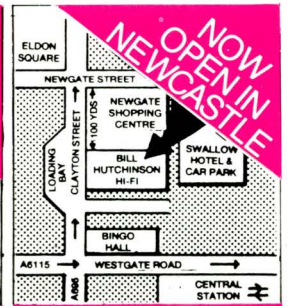 NOW
OPEN IN
NEWCASTLE
ELDON
SQUARE
NEWGATE STREET
NEWGATE
SHOPPING
CENTRE
100 YDS
CLAYTON STREET
LOADING
BAY
BILL
HUTCHINSON
HI-FI
SWALLOW
HOTEL &
CAR PARK
BINGO
HALL
A6115
WESTGATE ROAD
A695
CENTRAL
STATION